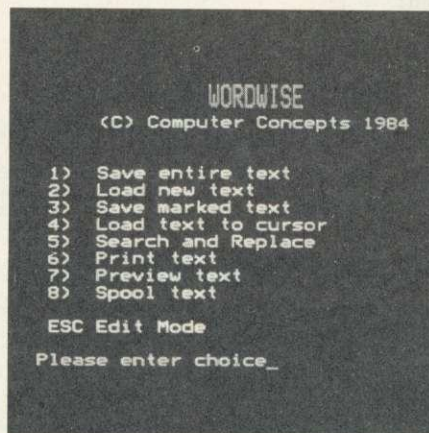 WORDWISE
(C) Computer Concepts 1984
1) Save entire text
2) Load new text
3) Save marked text
4) Load text to cursor
5) Search and Replace
6) Print text
7) Preview text
8) Spool text
ESC Edit Mode
Please enter choice_